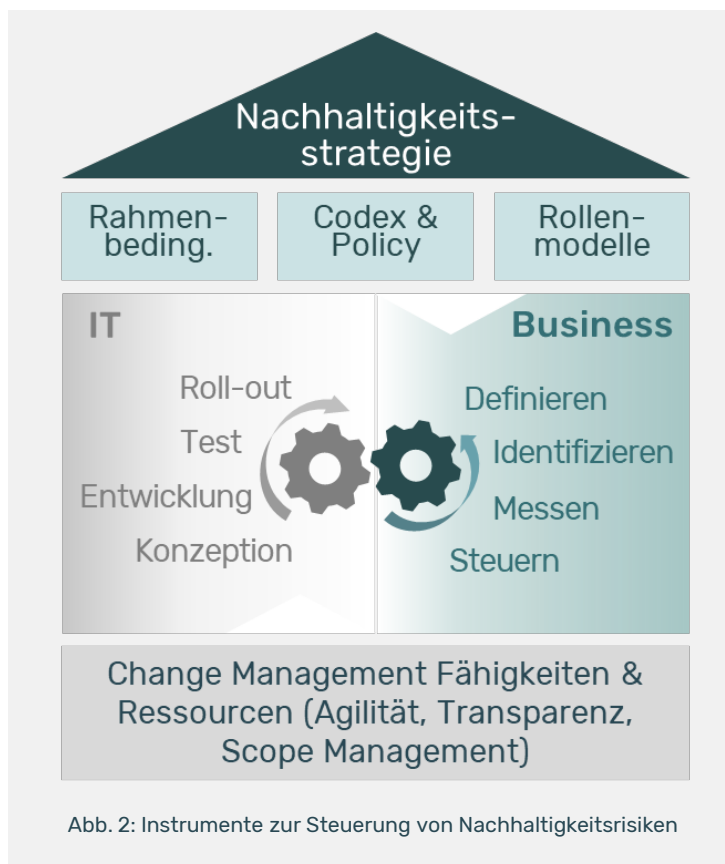 Nachhaltigkeits-
strategie
Rahmen-
beding.
Codex &
Policy
Rollen-
modelle
IT
Roll-out
Test
Entwicklung
Konzeption
Business
Definieren
Identifizieren
Messen
Steuern
Change Management Fähigkeiten &
Ressourcen (Agilität, Transparenz,
Scope Management)
Abb. 2: Instrumente zur Steuerung von Nachhaltigkeitsrisiken